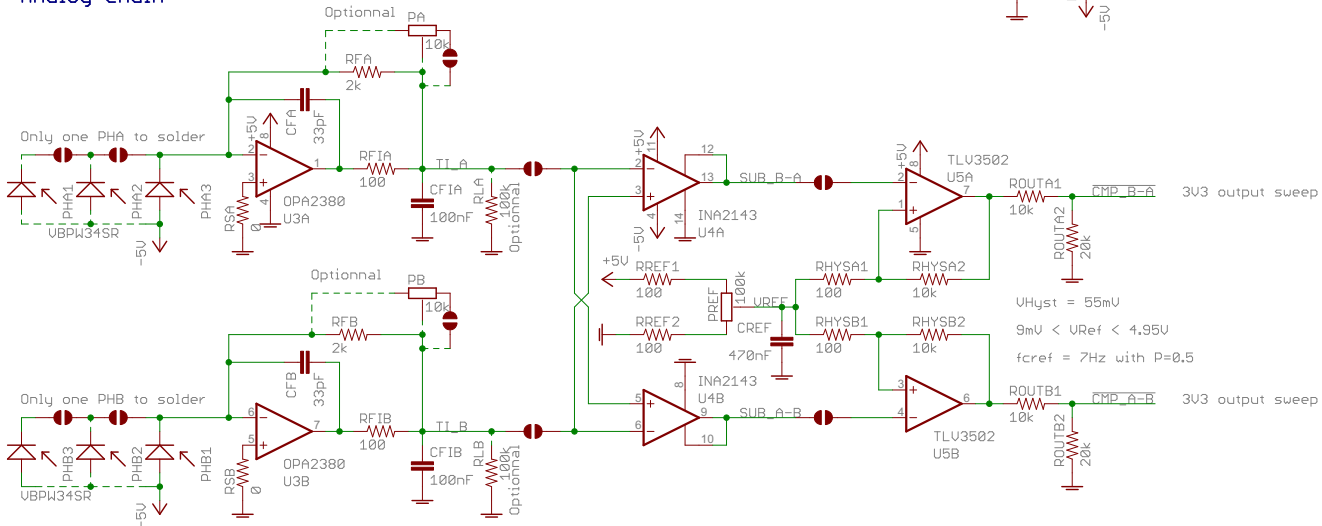 Analog Chain
-5V
Optionnal
PA
10k
RFA
2k
CFA
33pF
Only one PHA to solder
+5V
8
2
3
4
1
OPA2380
U3A
RSA
0
PHA1
PHA2
PHA3
VBPW34SR
-5V
RFIA
100
TI_A
CFIA
100nF
RLA
100k
Optionnal
+5V
11
2
3
4
-5V
12
13
14
INA2143
U4A
SUB_B-A
TLV3502
U5A
+5V
8
2
1
5
7
ROUTA1
10k
ROUTA2
20k
CMP_B-A
3V3 output sweep
Optionnal
PB
10k
RFB
2k
CFB
33pF
Only one PHB to solder
6
5
7
OPA2380
U3B
RSB
0
PHB3
PHB2
PHB1
VBPW34SR
-5V
RFIB
100
TI_B
CFIB
100nF
RLB
100k
Optionnal
+5V
RREF1
100
PREF
100k
VREF
RREF2
100
CREF
470nF
RHYSA1
100
RHYSA2
10k
RHYSB1
100
RHYSB2
10k
VHyst = 55mV
9mV < VRef < 4.95V
fcref = 7Hz with P=0.5
INA2143
U4B
8
5
6
9
10
SUB_A-B
3
4
6
TLV3502
U5B
ROUTB1
10k
ROUTB2
20k
CMP_A-B
3V3 output sweep